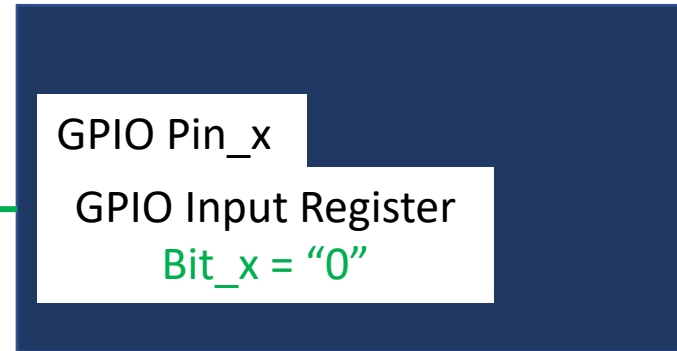 GPIO Pin_x
GPIO Input Register
Bit_x = “0”